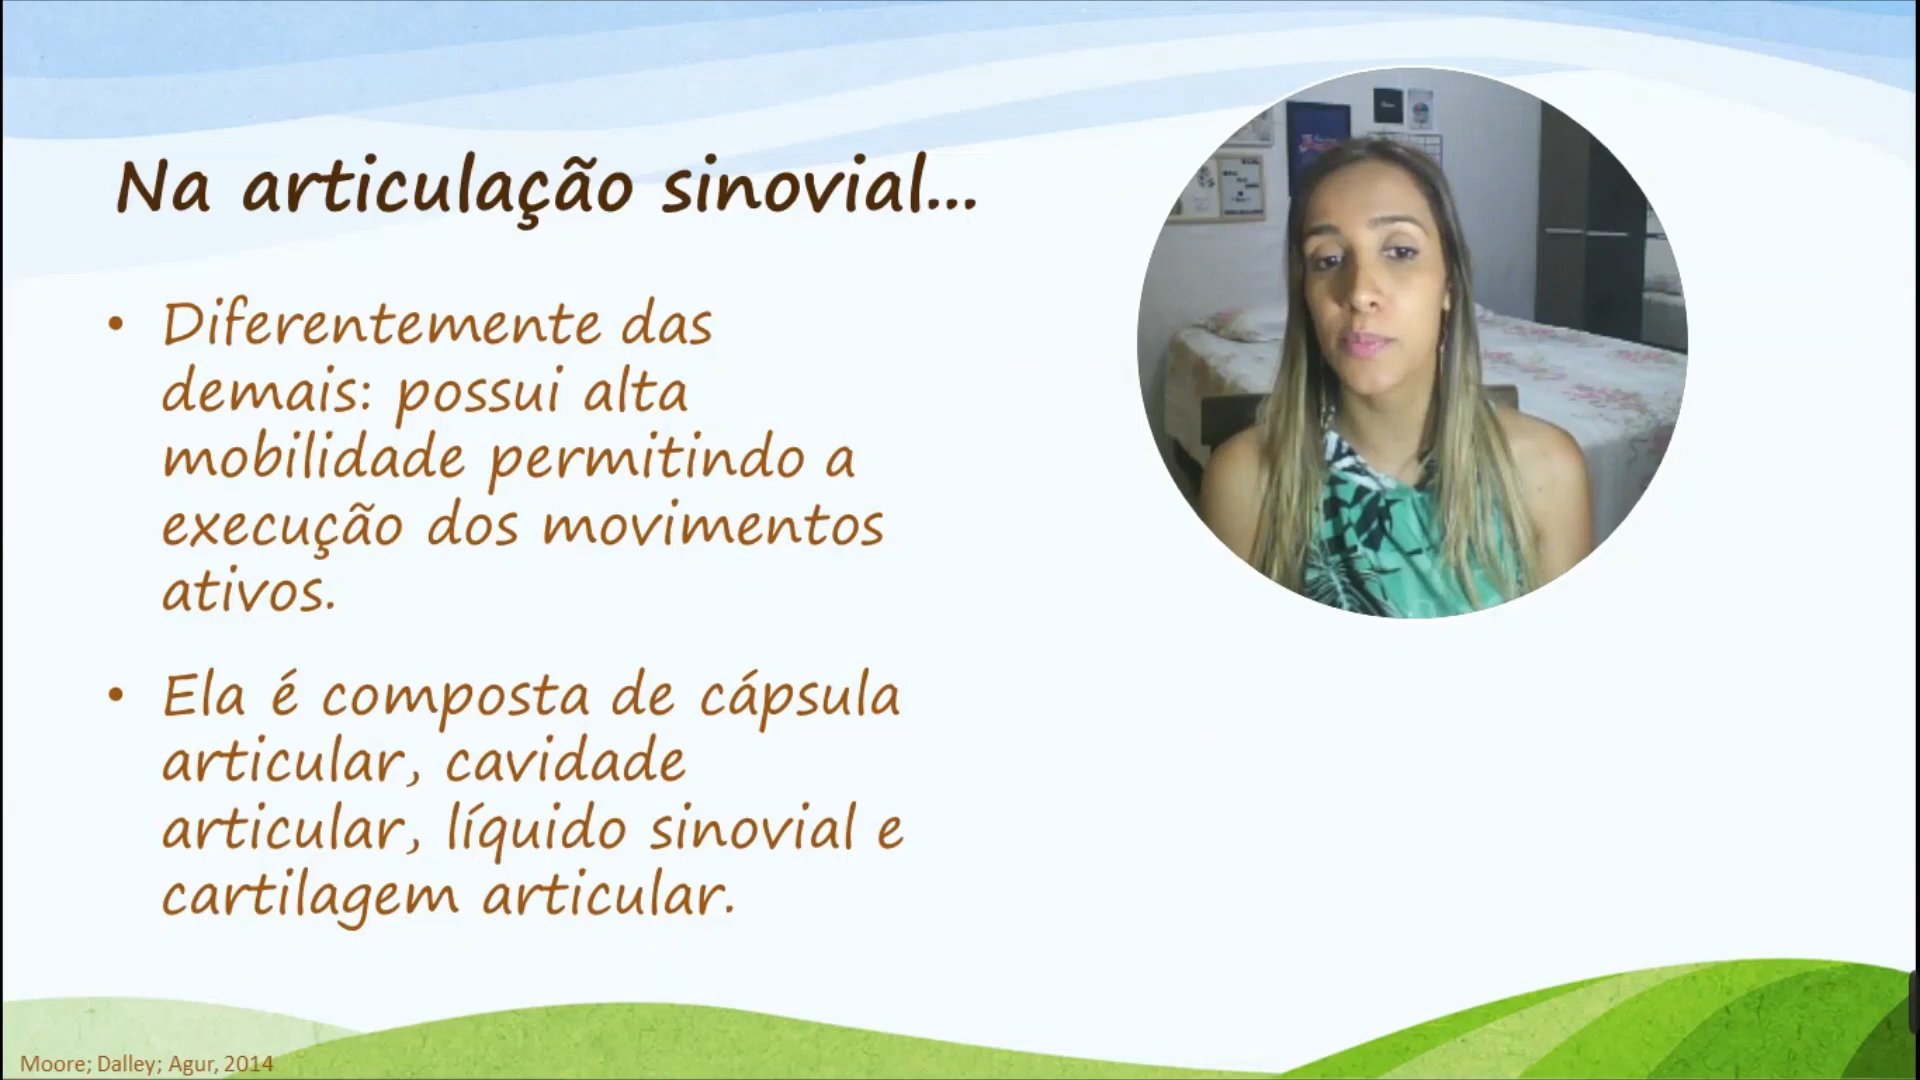 Na articulação sinovial...
• Diferentemente das
demais: possui alta
mobilidade permitindo a
execução dos movimentos
ativos.
• Ela é composta de cápsula
articular, cavidade
articular, líquido sinovial e
cartilagem articular.
Moore; Dalley; Agur, 2014